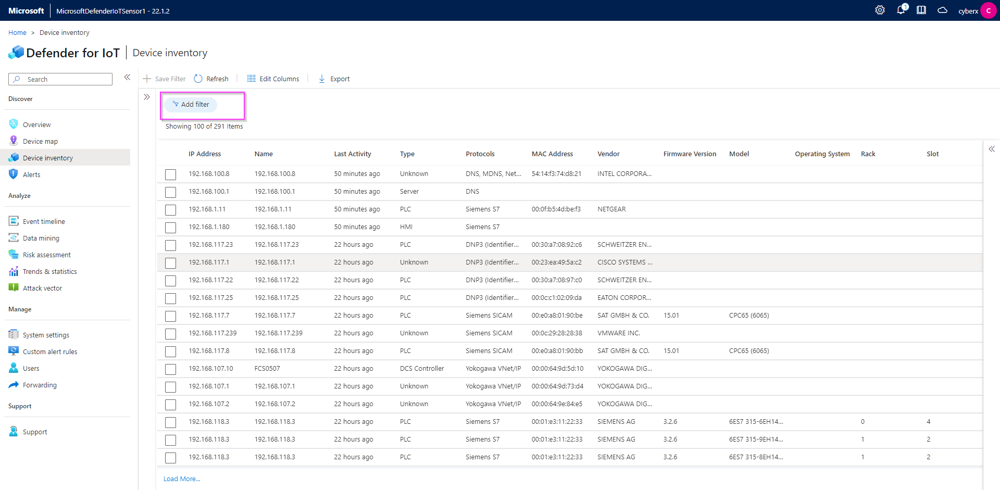 Microsoft MicrosoftDefenderIoTSensor1 - 22.1.2 1 cyberx C
Home > Device inventory
Defender for IoT Device inventory
Search
Save Filter Refresh Edit Columns Export
Discover
Overview
Device map
Device inventory
Alerts
Analyze
Event timeline
Data mining
Risk assessment
Trends & statistics
Attack vector
Manage
System settings
Custom alert rules
Users
Forwarding
Support
Support
Add filter
Showing 100 of 291 Items
IP Address Name Last Activity Type Protocols MAC Address Vendor Firmware Version Model Operating System Rack Slot
192.168.100.8 192.168.100.8 50 minutes ago Unknown DNS, MDNS, Net... 54:14:f3:74:d8:21 INTEL CORPORA...
192.168.100.1 192.168.100.1 50 minutes ago Server DNS
192.168.1.11 192.168.1.11 50 minutes ago PLC Siemens S7 00:0f:b5:4d:be:f3 NETGEAR
192.168.1.180 192.168.1.180 50 minutes ago HMI Siemens S7
192.168.117.23 192.168.117.23 22 hours ago PLC DNP3 (Identifier... 00:30:a7:08:92:c6 SCHWEITZER EN...
192.168.117.1 192.168.117.1 22 hours ago Unknown DNP3 (Identifier... 00:23:ea:49:5a:c2 CISCO SYSTEMS ...
192.168.117.22 192.168.117.22 22 hours ago PLC DNP3 (Identifier... 00:30:a7:08:97:c0 SCHWEITZER EN...
192.168.117.25 192.168.117.25 22 hours ago PLC DNP3 (Identifier... 00:0c:c1:02:09:da EATON CORPOR...
192.168.117.7 192.168.117.7 22 hours ago PLC Siemens SICAM 00:e0:a8:01:90:be SAT GMBH & CO. 15.01 CPC65 (6065)
192.168.117.239 192.168.117.239 22 hours ago Unknown Siemens SICAM 00:0c:29:28:28:38 VMWARE INC.
192.168.117.8 192.168.117.8 22 hours ago PLC Siemens SICAM 00:e0:a8:01:90:bb SAT GMBH & CO. 15.01 CPC65 (6065)
192.168.107.10 FCS0507 22 hours ago DCS Controller Yokogawa VNet/IP 00:00:64:9d:5d:10 YOKOGAWA DIG...
192.168.107.1 192.168.107.1 22 hours ago Unknown Yokogawa VNet/IP 00:00:64:9d:73:d4 YOKOGAWA DIG...
192.168.107.2 192.168.107.2 22 hours ago Unknown Yokogawa VNet/IP 00:00:64:9e:84:e5 YOKOGAWA DIG...
192.168.118.3 192.168.118.3 22 hours ago PLC Siemens S7 00:01:e3:11:22:33 SIEMENS AG 3.2.6 6ES7 315-6EH14... 0 4
192.168.118.3 192.168.118.3 22 hours ago PLC Siemens S7 00:01:e3:11:22:33 SIEMENS AG 3.2.6 6ES7 315-9EH14... 1 2
192.168.118.3 192.168.118.3 22 hours ago PLC Siemens S7 00:01:e3:11:22:33 SIEMENS AG 3.2.6 6ES7 315-8EH14... 1 2
Load More...